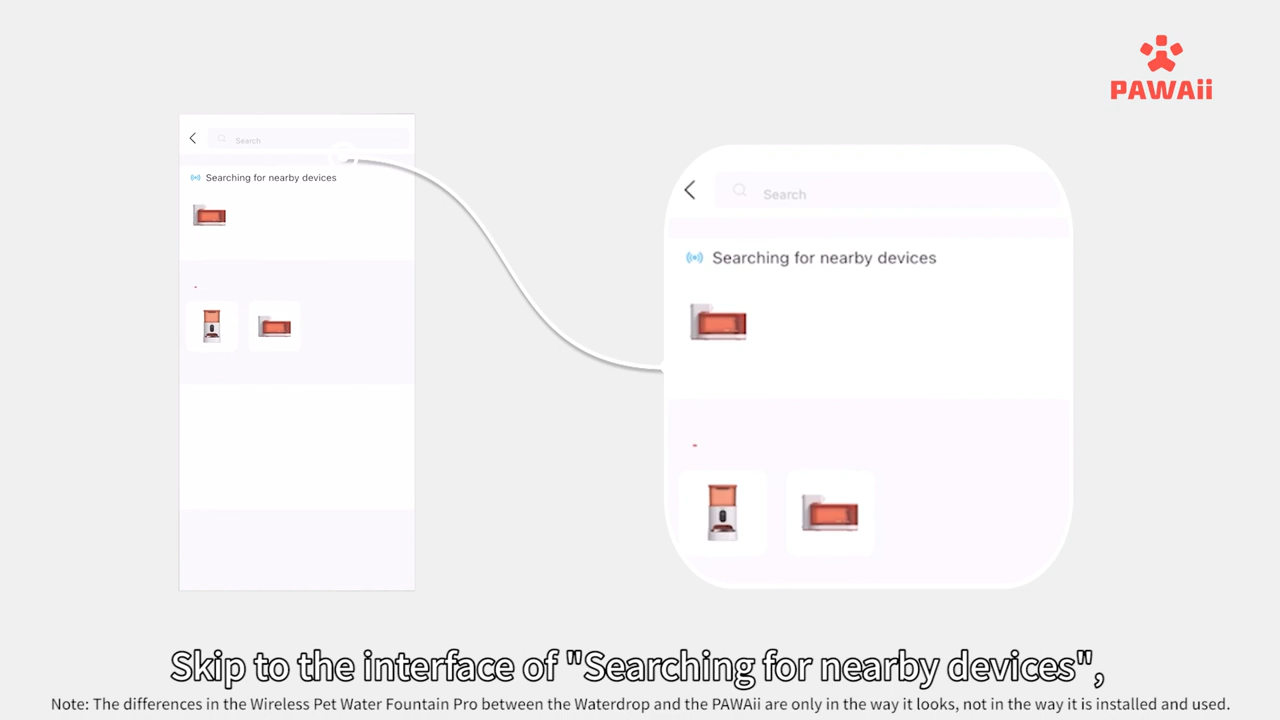 PAWAii
Search
Searching for nearby devices
Search
Searching for nearby devices
Skip to the interface of "Searching for nearby devices",
Note: The differences in the Wireless Pet Water Fountain Pro between the Waterdrop and the PAWAii are only in the way it looks, not in the way it is installed and used.